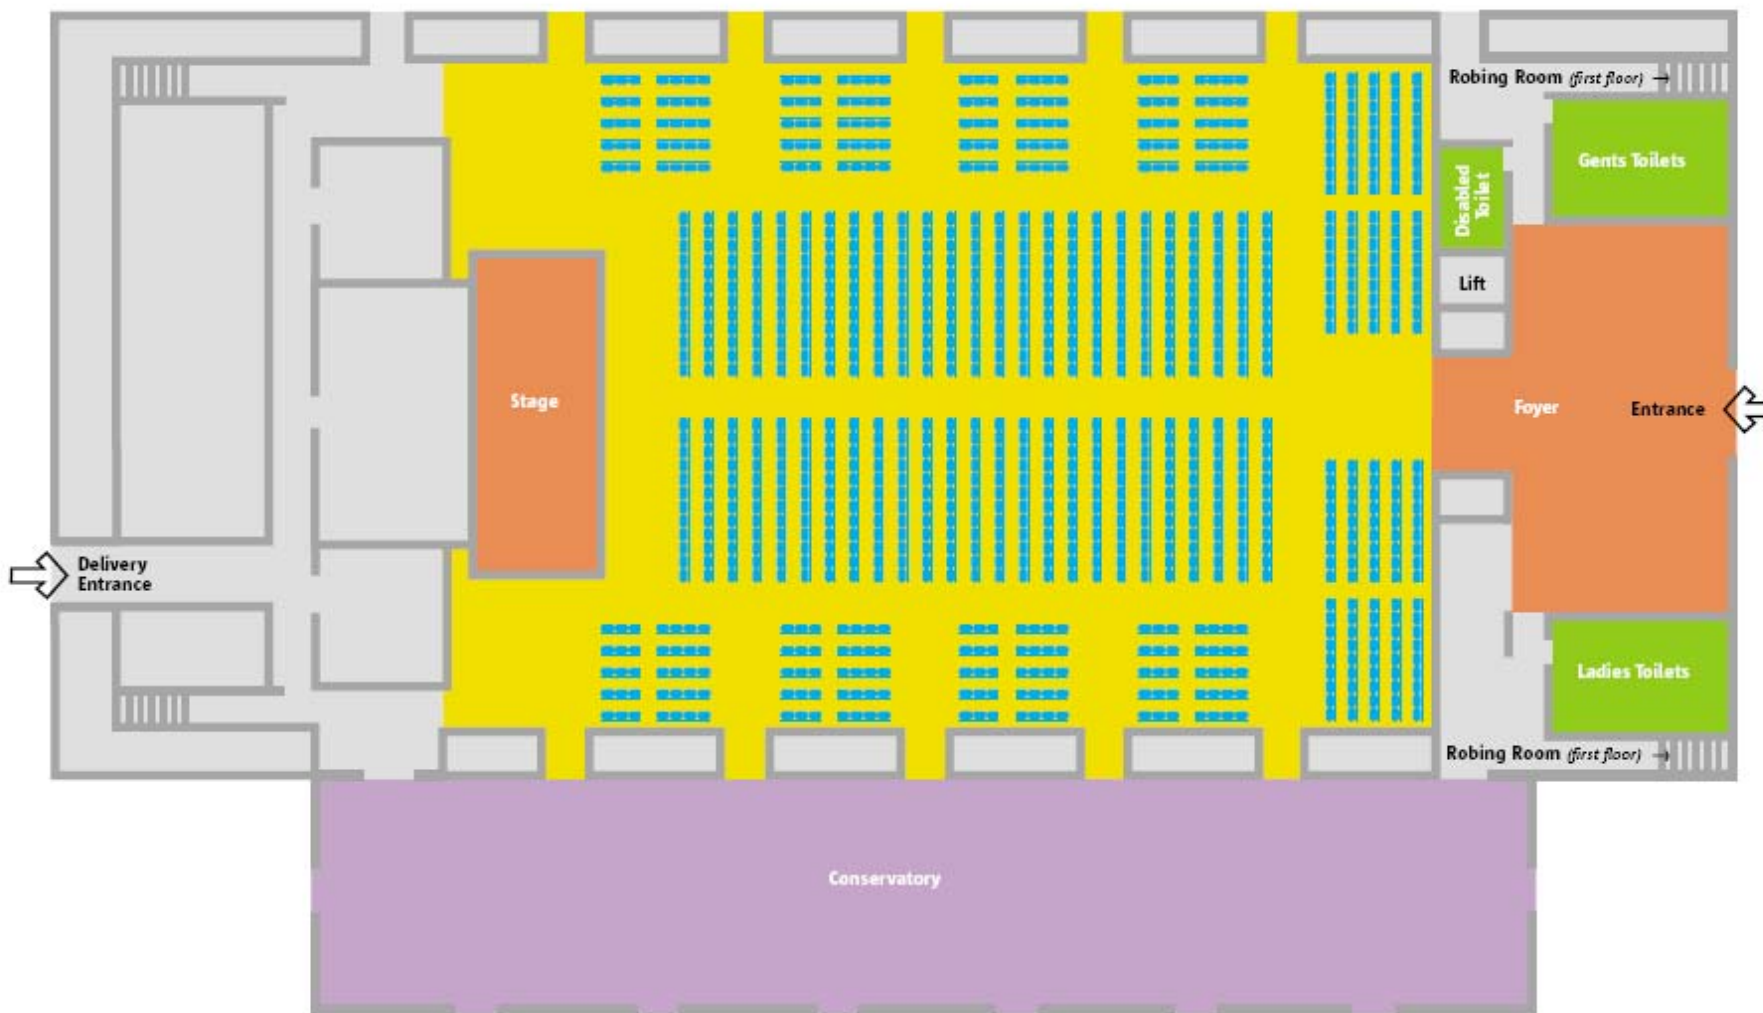 Robing Room (first floor) →
Gents Toilets
Disabled
Toilet
Lift
Stage
Foyer
Entrance
Delivery
Entrance
Ladies Toilets
Robing Room (first floor) →
Conservatory